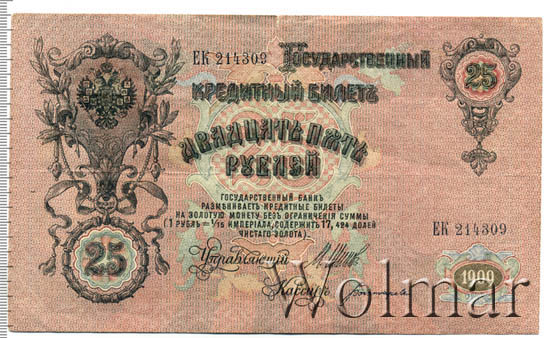 ЕК 214309
Государственный
25
Кредитный Билетъ
Двадцать пять
рублей
Государственный банкъ
размѣниваетъ кредитные билеты
на золотую монету безъ ограниченія суммы
(1 рубль = 1/15 имперіала, содержитъ 17,424 долей
чистаго золота).
ЕК 214309
25
Управляющій
1909
Кассиръ
Wolmar